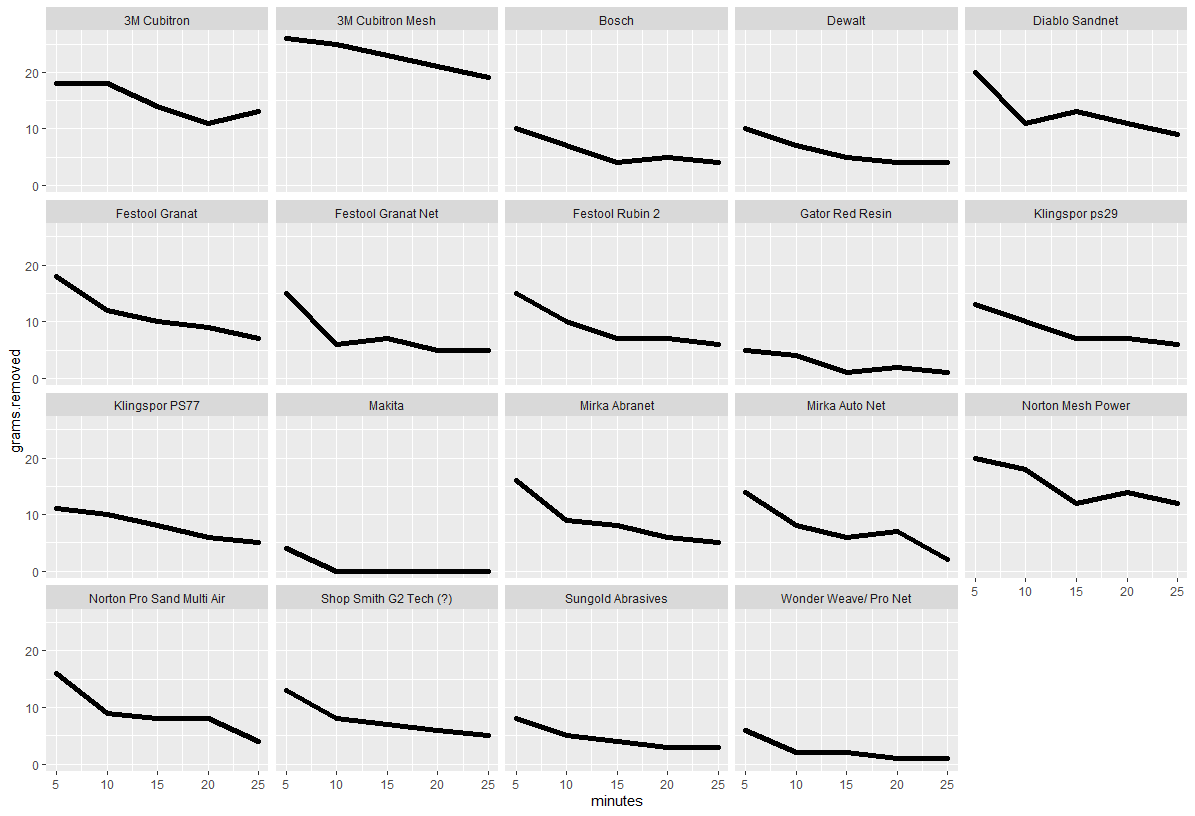 3M Cubitron 3M Cubitron Mesh Bosch Dewalt Diablo Sandnet
20
10
0
Festool Granat Festool Granat Net Festool Rubin 2 Gator Red Resin Klingspor ps29
20
10
0
grams.removed
Klingspor PS77 Makita Mirka Abranet Mirka Auto Net Norton Mesh Power
20
10
0
5 10 15 20 25
Norton Pro Sand Multi Air Shop Smith G2 Tech (?) Sungold Abrasives Wonder Weave/ Pro Net
20
10
0
5 10 15 20 25 5 10 15 20 25 5 10 15 20 25 5 10 15 20 25
minutes